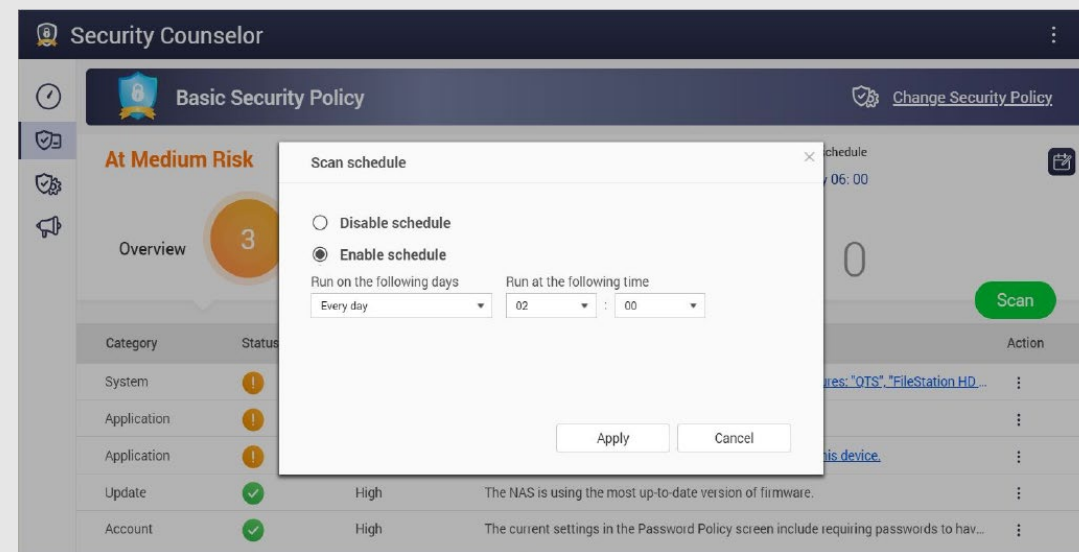 Security Counselor
Basic Security Policy
Change Security Policy
At Medium Risk
Scan schedule
schedule
06: 00
Disable schedule
Overview
3
Enable schedule
0
Run on the following days
Run at the following time
Every day
02 : 00
Scan
Category
Status
Action
System
"QTS", "FileStation HD ...
Application
Apply
Cancel
Application
this device.
Update
High
The NAS is using the most up-to-date version of firmware.
Account
High
The current settings in the Password Policy screen include requiring passwords to hav...